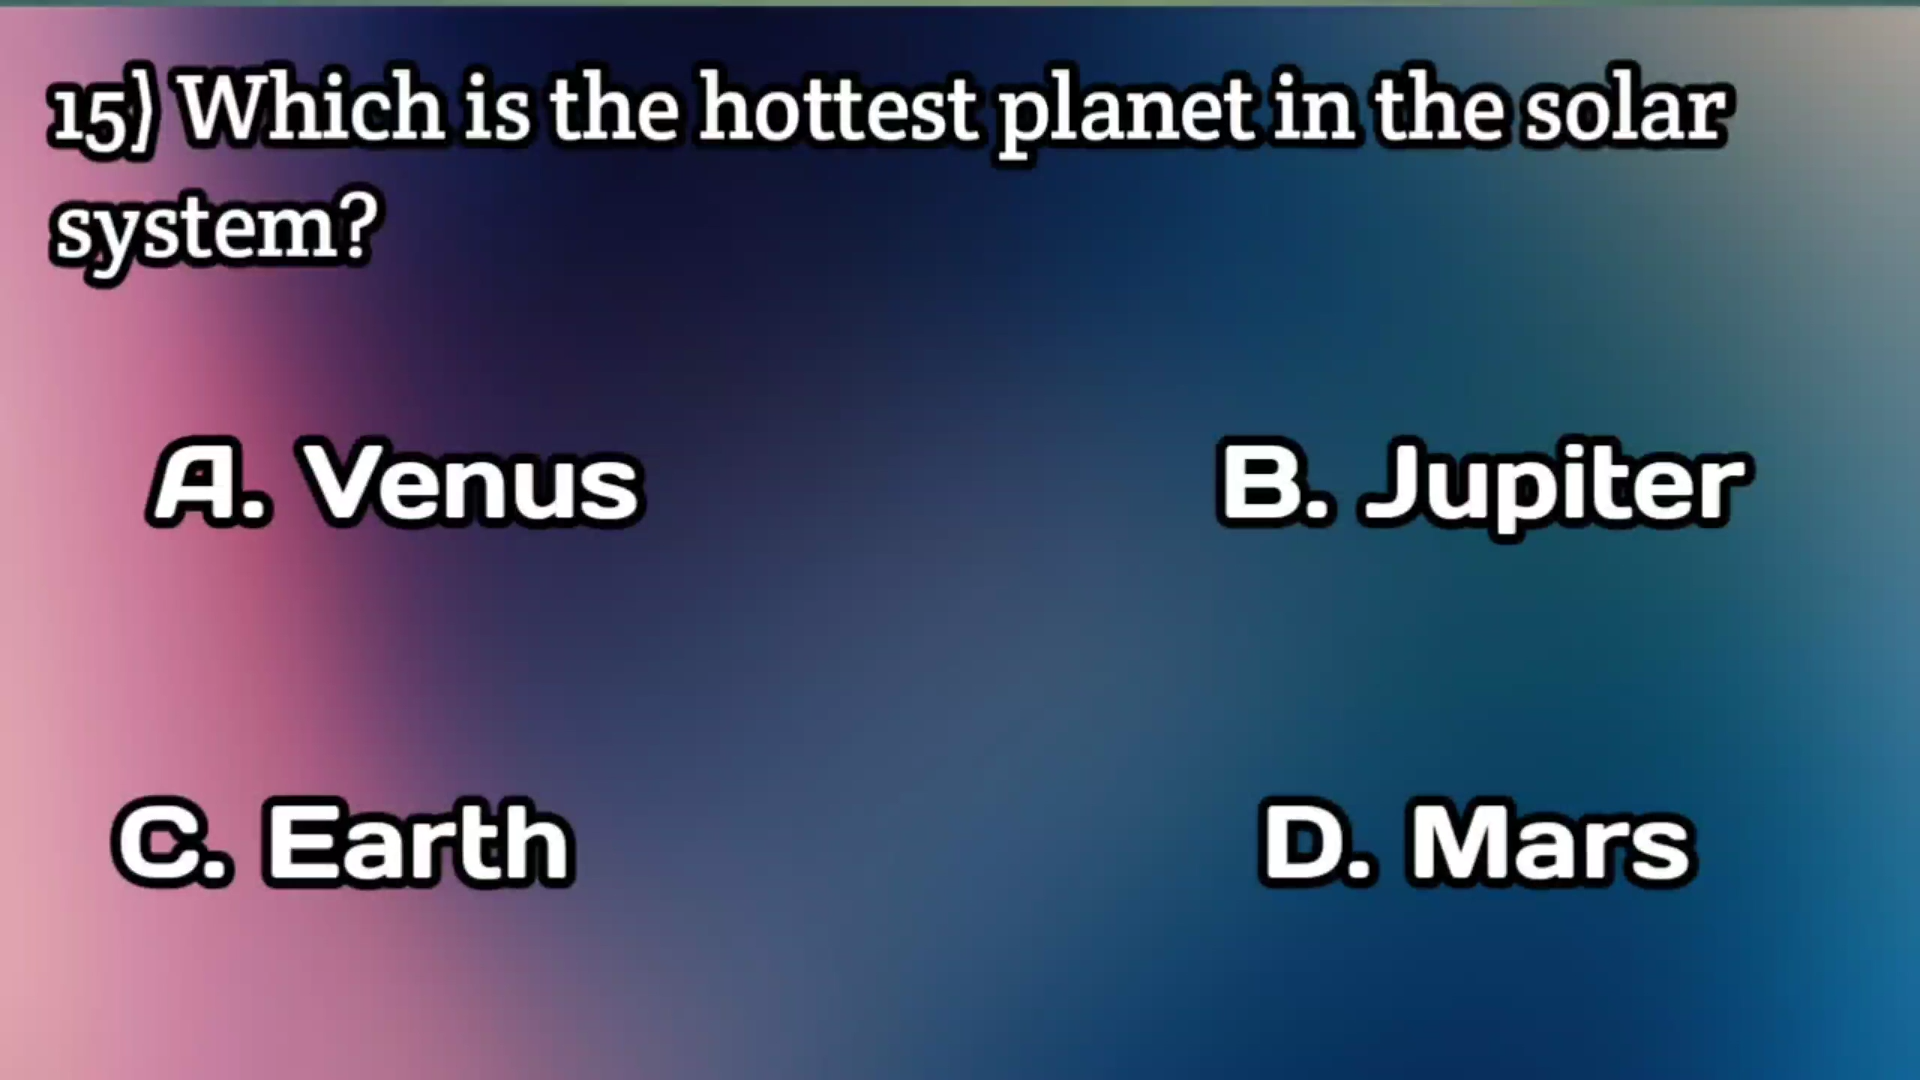 15) Which is the hottest planet in the solar
system?
A. Venus
B. Jupiter
C. Earth
D. Mars